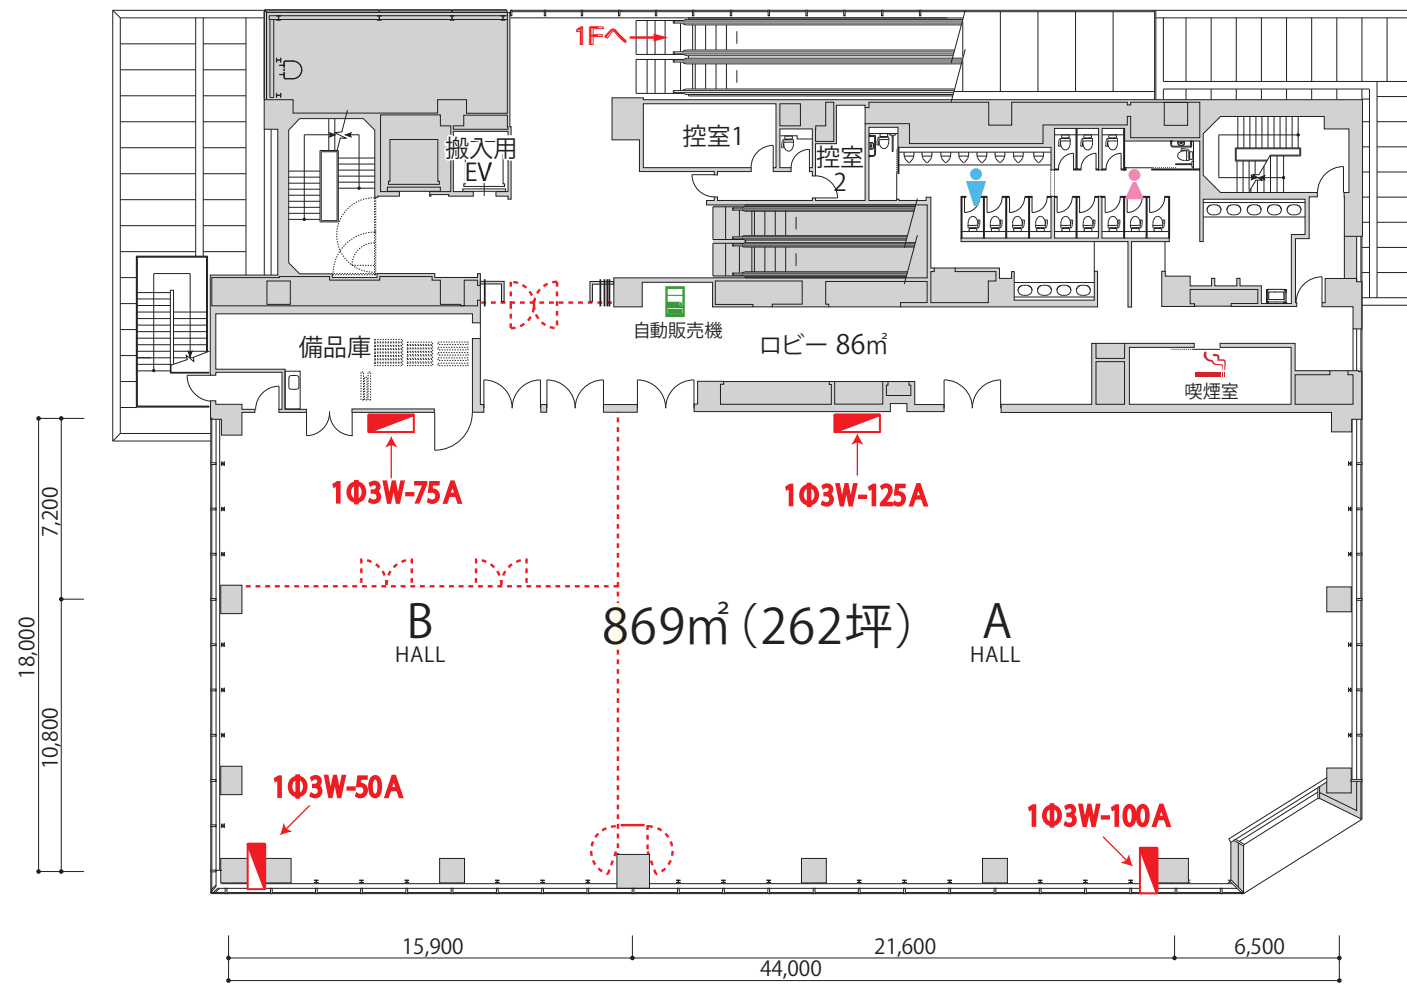 1Fへ
搬入用
EV
控室1
控室
2
自動販売機
ロビー 86㎡
備品庫
喫煙室
1Φ3W-75A
1Φ3W-125A
7,200
18,000
10,800
B
HALL
869㎡（262坪）
A
HALL
1Φ3W-50A
1Φ3W-100A
15,900
21,600
6,500
44,000